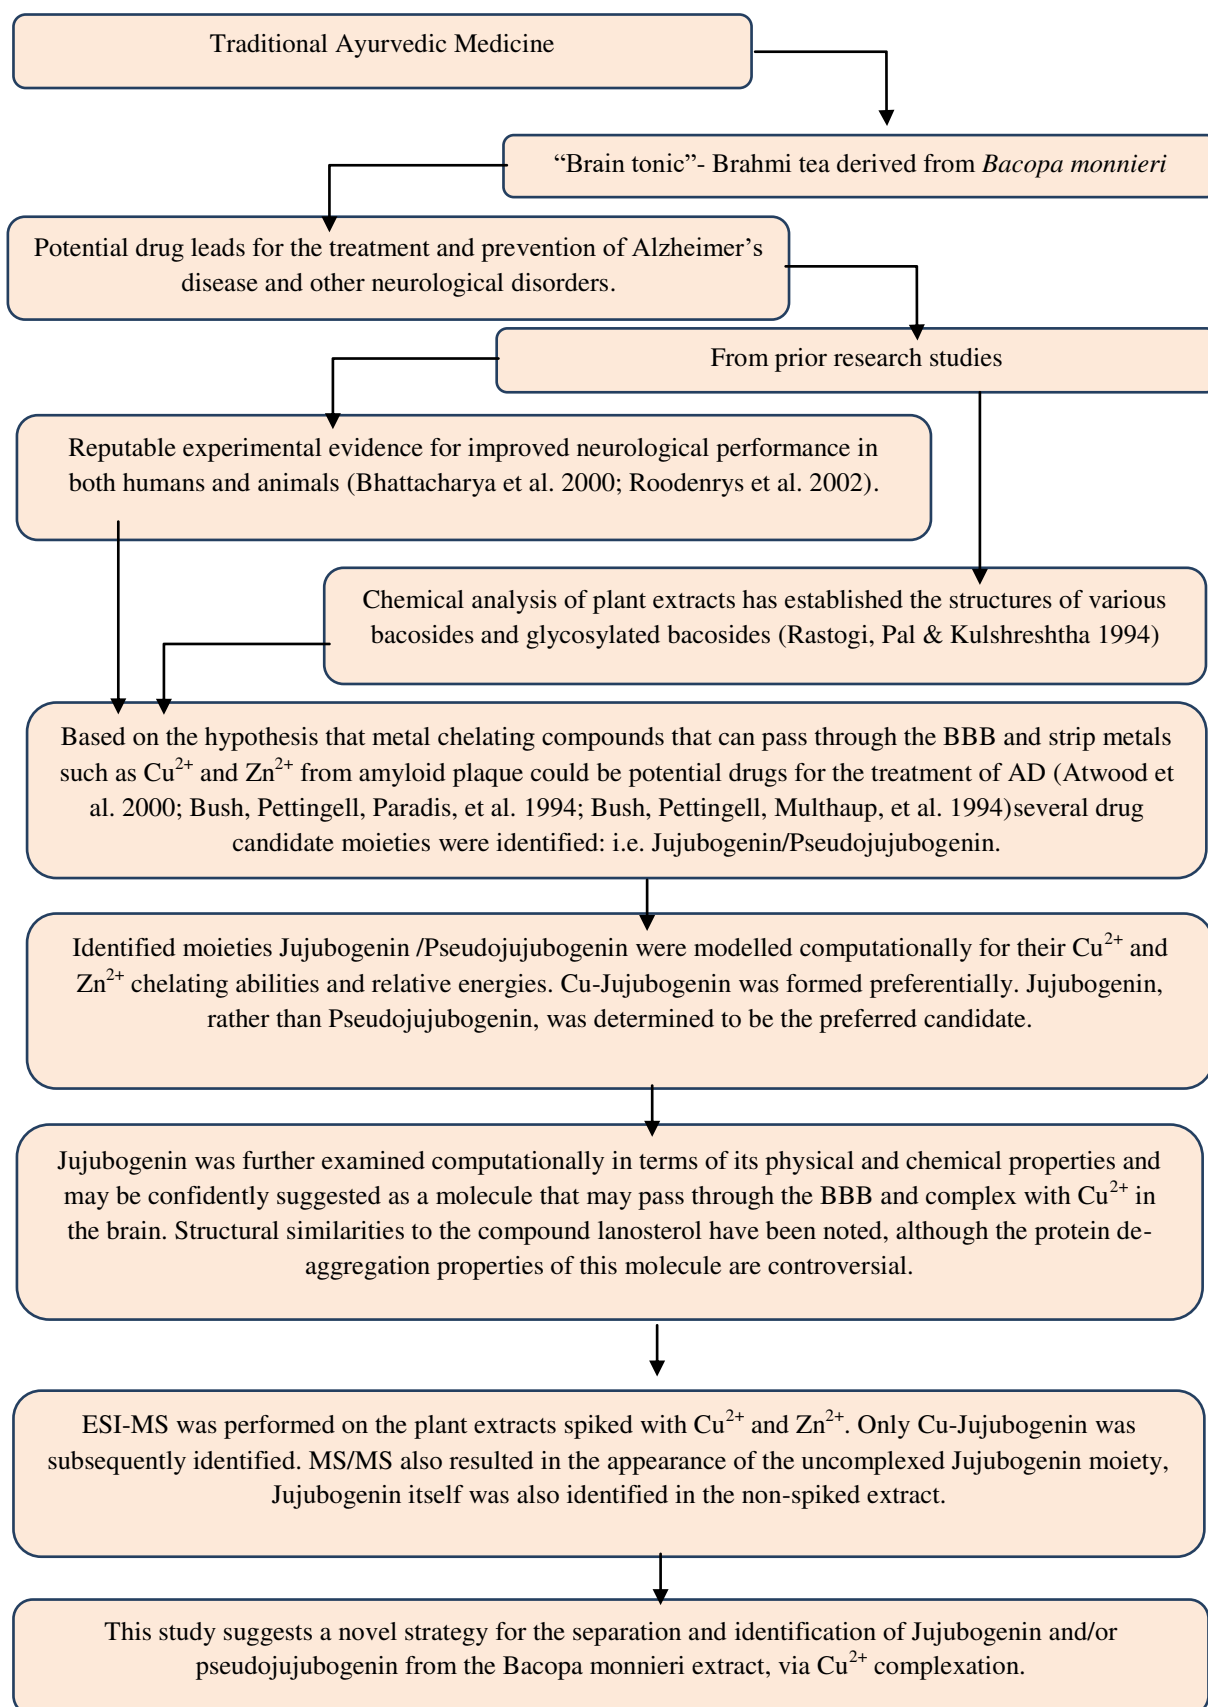 Traditional Ayurvedic Medicine
“Brain tonic”- Brahmi tea derived from Bacopa monnieri
Potential drug leads for the treatment and prevention of Alzheimer’s
disease and other neurological disorders.
From prior research studies
Reputable experimental evidence for improved neurological performance in
both humans and animals (Bhattacharya et al. 2000; Roodenrys et al. 2002).
Chemical analysis of plant extracts has established the structures of various
bacosides and glycosylated bacosides (Rastogi, Pal & Kulshreshtha 1994)
Based on the hypothesis that metal chelating compounds that can pass through the BBB and strip metals
such as Cu²⁺ and Zn²⁺ from amyloid plaque could be potential drugs for the treatment of AD (Atwood et
al. 2000; Bush, Pettingell, Paradis, et al. 1994; Bush, Pettingell, Multhaup, et al. 1994)several drug
candidate moieties were identified: i.e. Jujubogenin/Pseudojujubogenin.
Identified moieties Jujubogenin /Pseudojujubogenin were modelled computationally for their Cu²⁺ and
Zn²⁺ chelating abilities and relative energies. Cu-Jujubogenin was formed preferentially. Jujubogenin,
rather than Pseudojujubogenin, was determined to be the preferred candidate.
Jujubogenin was further examined computationally in terms of its physical and chemical properties and
may be confidently suggested as a molecule that may pass through the BBB and complex with Cu²⁺ in
the brain. Structural similarities to the compound lanosterol have been noted, although the protein de-
aggregation properties of this molecule are controversial.
ESI-MS was performed on the plant extracts spiked with Cu²⁺ and Zn²⁺. Only Cu-Jujubogenin was
subsequently identified. MS/MS also resulted in the appearance of the uncomplexed Jujubogenin moiety,
Jujubogenin itself was also identified in the non-spiked extract.
This study suggests a novel strategy for the separation and identification of Jujubogenin and/or
pseudojujubogenin from the Bacopa monnieri extract, via Cu²⁺ complexation.